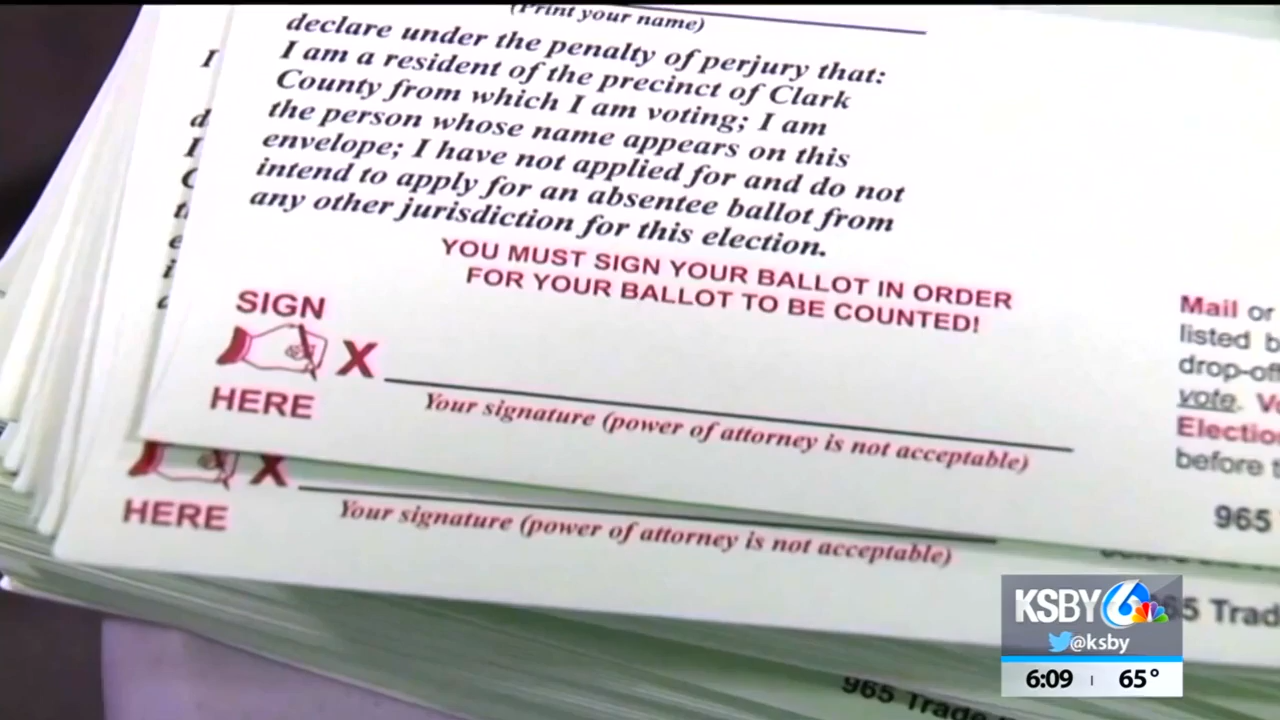 (Print your name)
declare under the penalty of perjury that:
I am a resident of the precinct of Clark
County from which I am voting; I am
the person whose name appears on this
envelope; I have not applied for and do not
intend to apply for an absentee ballot from
any other jurisdiction for this election.
YOU MUST SIGN YOUR BALLOT IN ORDER
FOR YOUR BALLOT TO BE COUNTED!
SIGN
X
HERE
Your signature (power of attorney is not acceptable)
Mail or
listed b
drop-off
vote. Vo
Election
before t
965
I
d
I
C
t
e
i
a
X
HERE
Your signature (power of attorney is not acceptable)
65 Trad
965 Trade
KSBY 6
@ksby
6:09 65°